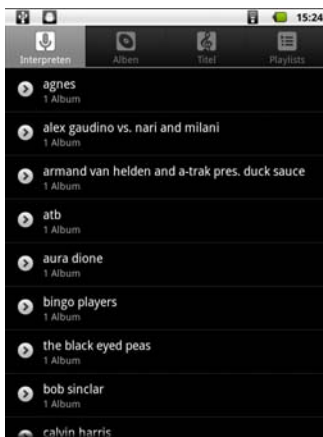 15:24
Interpreten Alben Titel Playlists
agnes
1 Album
alex gaudino vs. nari and milani
1 Album
armand van helden and a-trak pres. duck sauce
1 Album
atb
1 Album
aura dione
1 Album
bingo players
1 Album
the black eyed peas
1 Album
bob sinclar
1 Album
calvin harris